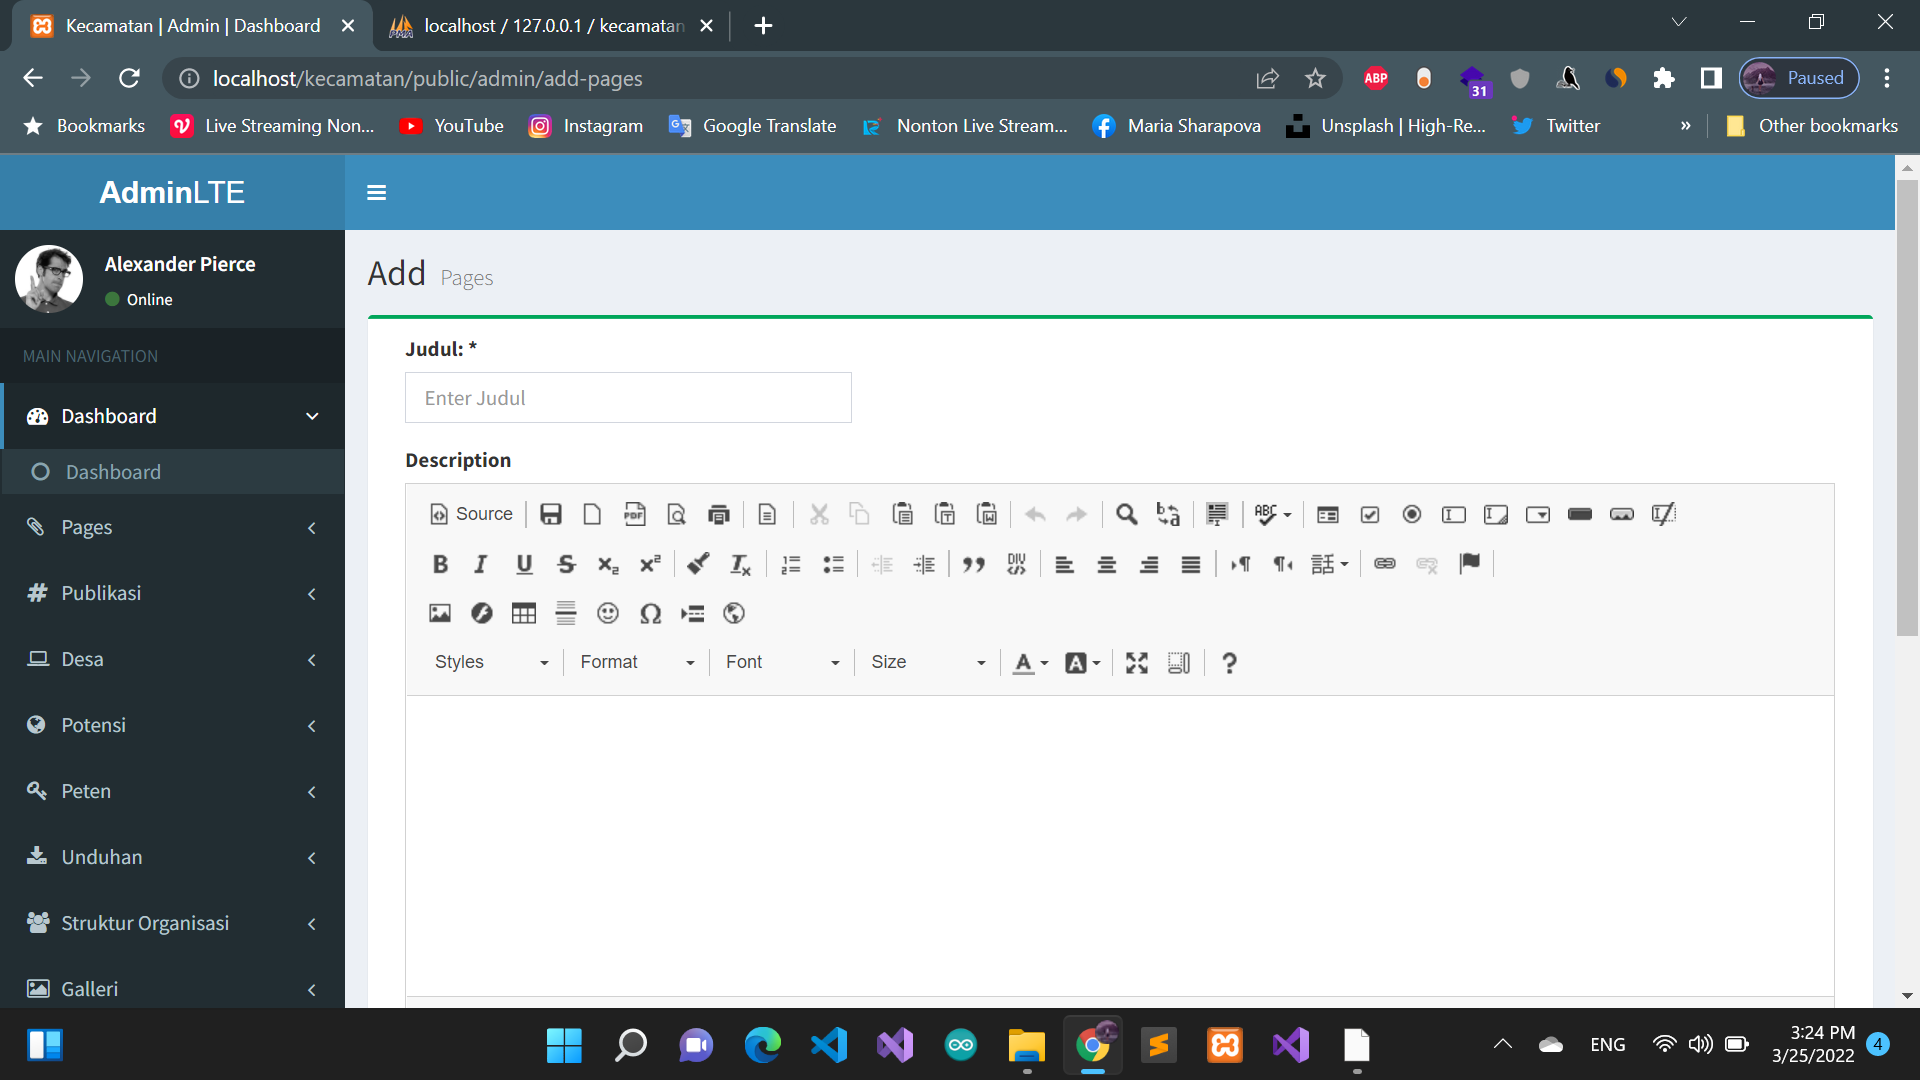 Kecamatan | Admin | Dashboard
localhost / 127.0.0.1 / kecamatan
localhost/kecamatan/public/admin/add-pages
ABP
31
Paused
Bookmarks
Live Streaming Non...
YouTube
Instagram
Google Translate
Nonton Live Stream...
Maria Sharapova
Unsplash | High-Re...
Twitter
»
Other bookmarks
AdminLTE
Alexander Pierce
Online
MAIN NAVIGATION
Dashboard
Dashboard
Pages
Publikasi
Desa
Potensi
Peten
Unduhan
Struktur Organisasi
Galleri
Add Pages
Judul: *
Enter Judul
Description
Source
Styles
Format
Font
Size
ENG
3:24 PM
3/25/2022
4